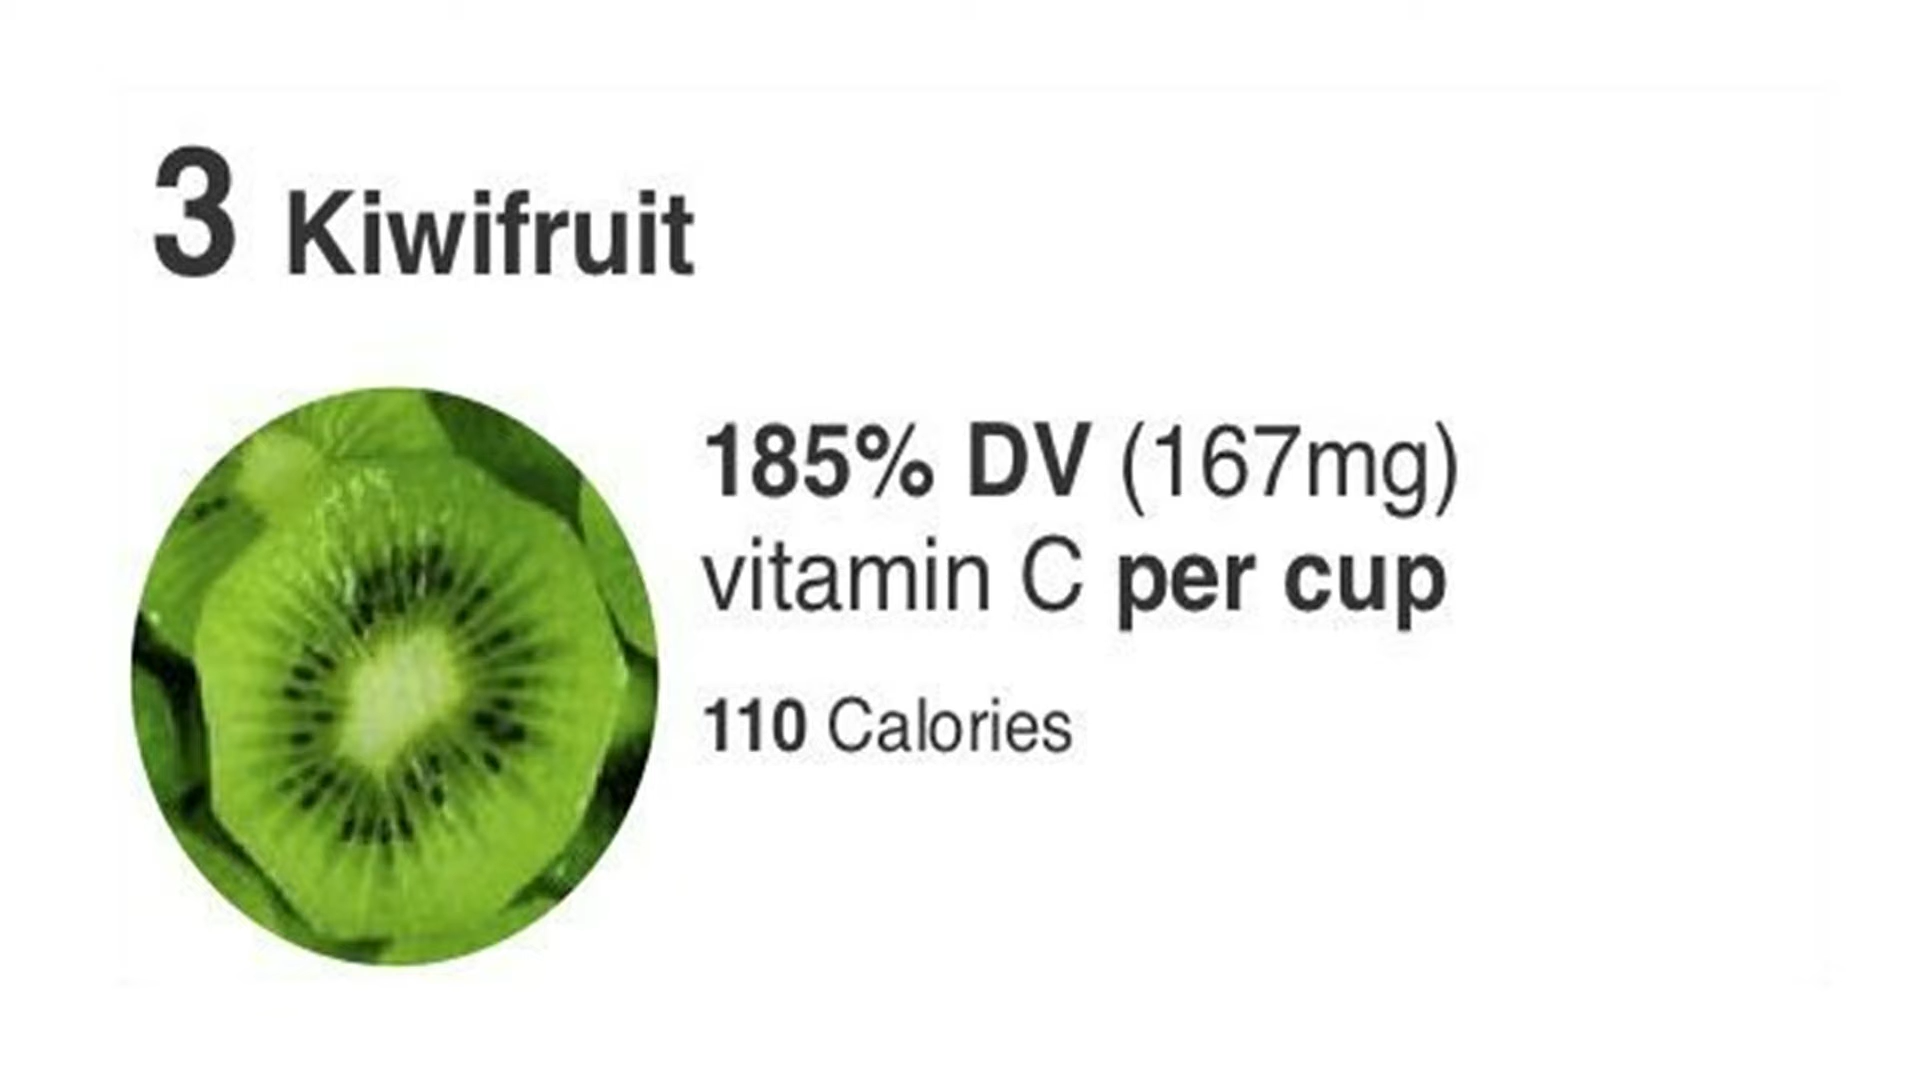 3 Kiwifruit
185% DV (167mg)
vitamin C per cup
110 Calories